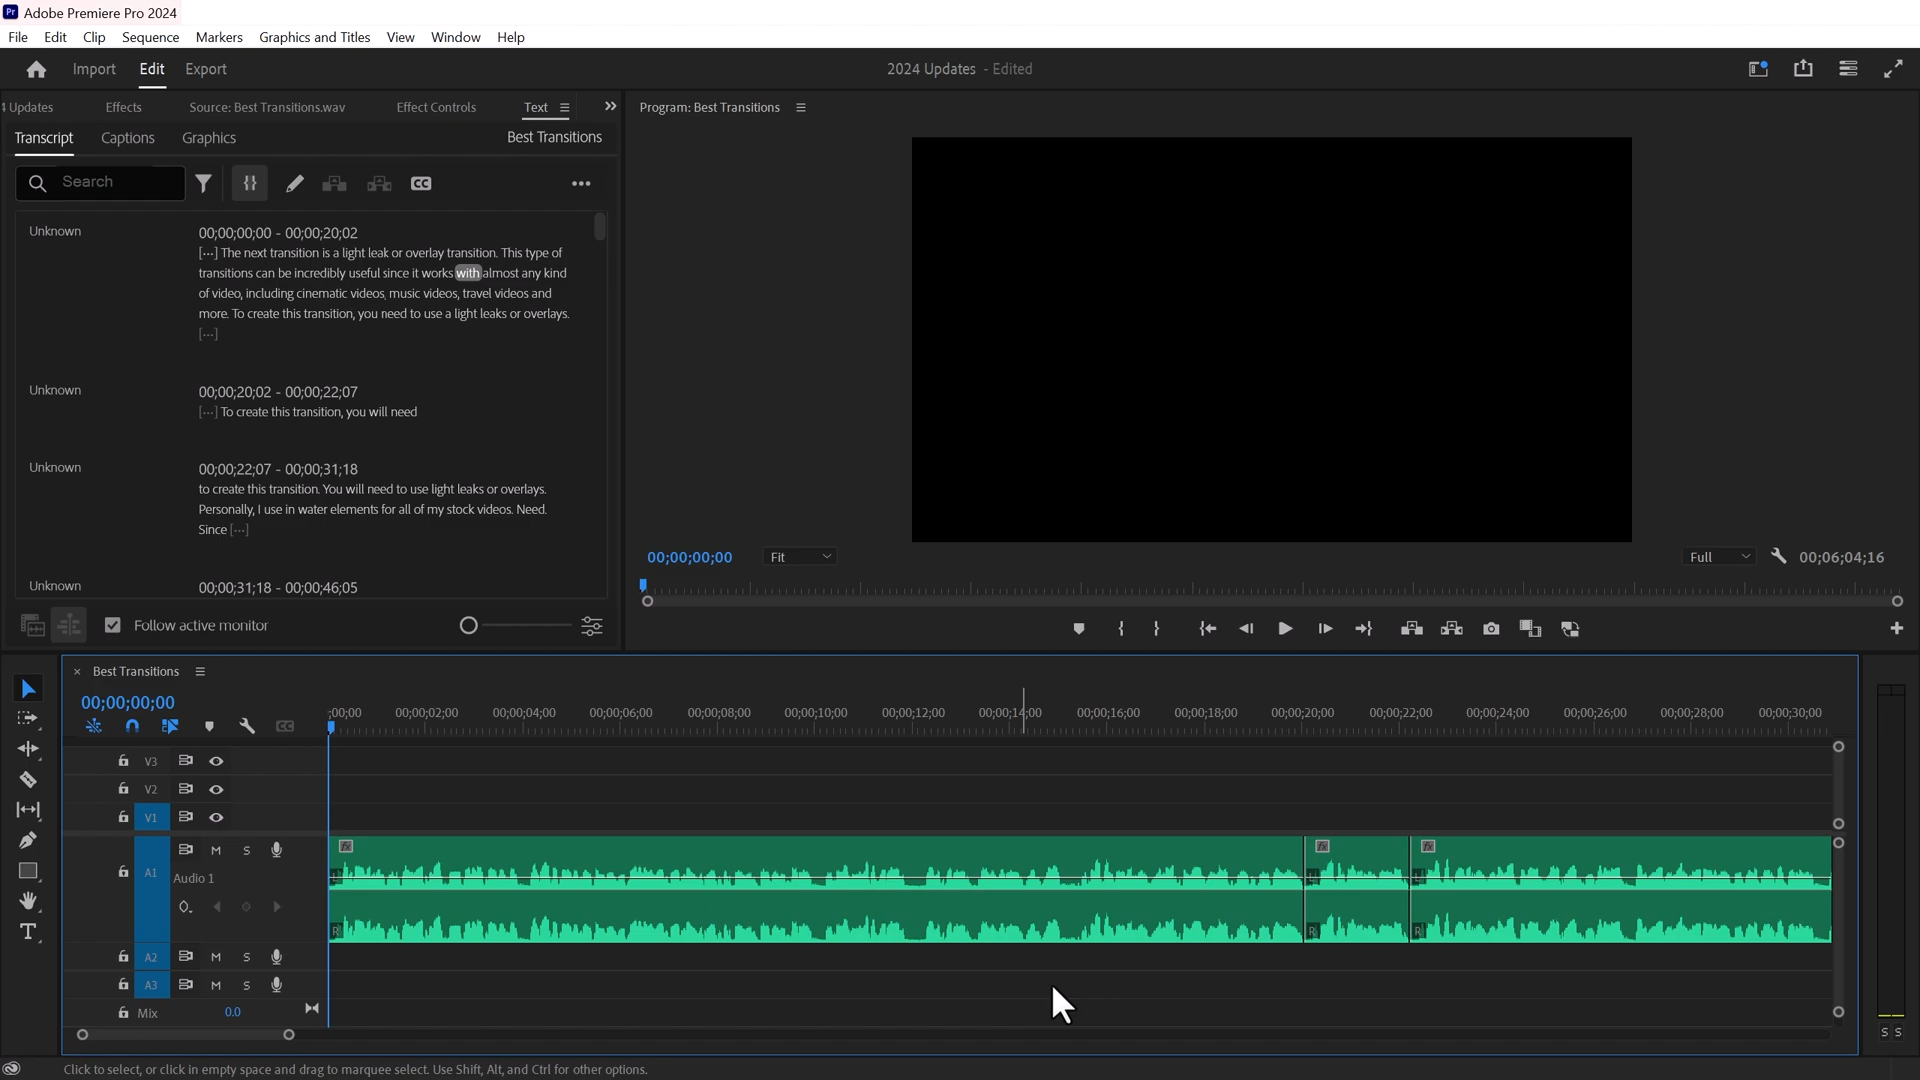 Pr Adobe Premiere Pro 2024
File Edit Clip Sequence Markers Graphics and Titles View Window Help
Import Edit Export
2024 Updates - Edited
4 Updates Effects Source: Best Transitions.wav Effect Controls Text
Program: Best Transitions
Transcript Captions Graphics
Best Transitions
Search
CC
Unknown
00;00;00;00 - 00;00;20;02
[...] The next transition is a light leak or overlay transition. This type of
transitions can be incredibly useful since it works with almost any kind
of video, including cinematic videos, music videos, travel videos and
more. To create this transition, you need to use a light leaks or overlays.
[...]
Unknown
00;00;20;02 - 00;00;22;07
[...] To create this transition, you will need
Unknown
00;00;22;07 - 00;00;31;18
to create this transition. You will need to use light leaks or overlays.
Personally, I use in water elements for all of my stock videos. Need.
Since [...]
Unknown
00;00;31;18 - 00;00;46;05
Follow active monitor
00;00;00;00
Fit
Full
00;06;04;16
Best Transitions
00;00;00;00
CC
;00;00 00;00;02;00 00;00;04;00 00;00;06;00 00;00;08;00 00;00;10;00 00;00;12;00 00;00;14;00 00;00;16;00 00;00;18;00 00;00;20;00 00;00;22;00 00;00;24;00 00;00;26;00 00;00;28;00 00;00;30;00
V3
V2
V1
fx fx fx
A1 M S
L L L
Audio 1
R R R
A2 M S
A3 M S
Mix 0.0
S S
T
Click to select, or click in empty space and drag to marquee select. Use Shift, Alt, and Ctrl for other options.